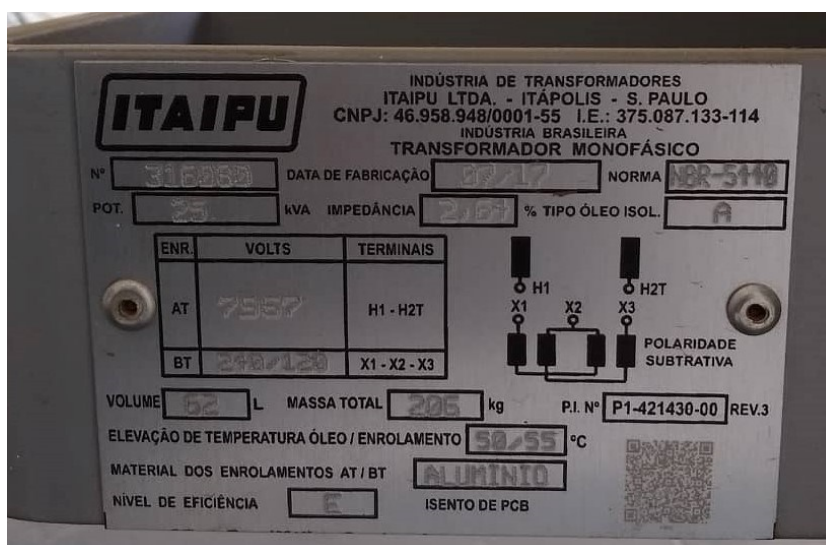 ITAIPU
INDÚSTRIA DE TRANSFORMADORES
ITAIPU LTDA. - ITÁPOLIS - S. PAULO
CNPJ: 46.958.948/0001-55 I.E.: 375.087.133-114
INDÚSTRIA BRASILEIRA
TRANSFORMADOR MONOFÁSICO
Nº 316080 DATA DE FABRICAÇÃO 07/17 NORMA NBR-5440
POT. 25 kVA IMPEDÂNCIA % TIPO ÓLEO ISOL. A
ENR. VOLTS TERMINAIS
AT 7967 H1 - H2T
BT 240/120 X1 - X2 - X3
H1 H2T
X1 X2 X3
POLARIDADE
SUBTRATIVA
VOLUME 62 L MASSA TOTAL 206 kg P.I. Nº P1-421430-00 REV.3
ELEVAÇÃO DE TEMPERATURA ÓLEO / ENROLAMENTO 50/55 °C
MATERIAL DOS ENROLAMENTOS AT / BT ALUMÍNIO
NÍVEL DE EFICIÊNCIA E ISENTO DE PCB